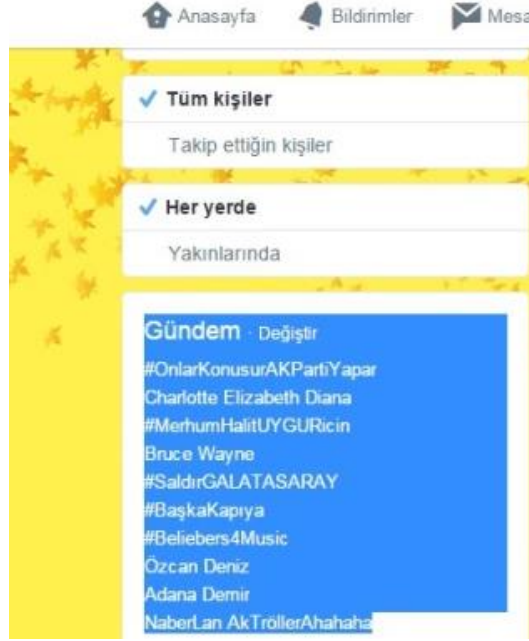 Anasayfa Bildirimler Mesa
Tüm kişiler
Takip ettiğin kişiler
Her yerde
Yakınlarında
Gündem · Değiştir
#OnlarKonusurAKPartiYapar
Charlotte Elizabeth Diana
#MerhumHalitUYGURicin
Bruce Wayne
#SaldırGALATASARAY
#BaşkaKapıya
#Beliebers4Music
Özcan Deniz
Adana Demir
NaberLan AkTröllerAhahaha